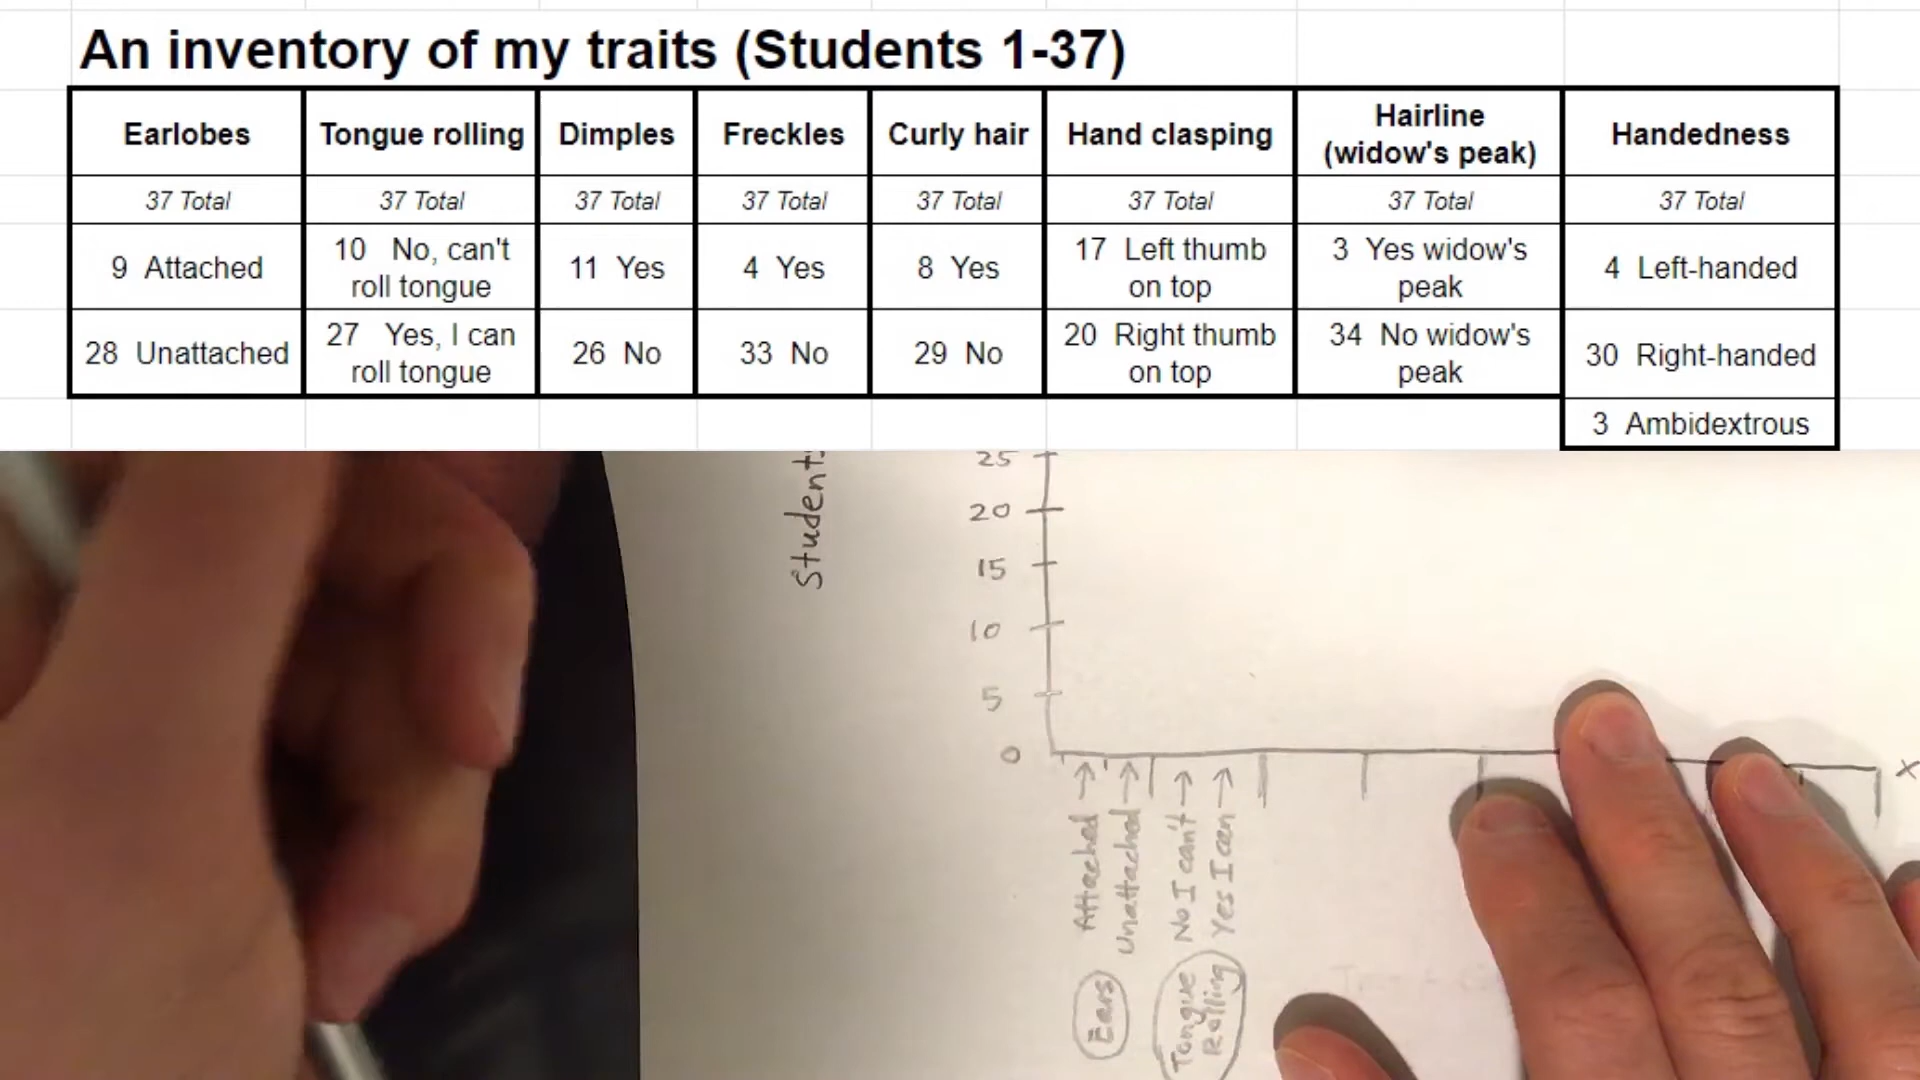 An inventory of my traits (Students 1-37)
Earlobes Tongue rolling Dimples Freckles Curly hair Hand clasping Hairline (widow's peak) Handedness
37 Total 37 Total 37 Total 37 Total 37 Total 37 Total 37 Total 37 Total
9 Attached 10 No, can't roll tongue 11 Yes 4 Yes 8 Yes 17 Left thumb on top 3 Yes widow's peak 4 Left-handed
28 Unattached 27 Yes, I can roll tongue 26 No 33 No 29 No 20 Right thumb on top 34 No widow's peak 30 Right-handed
3 Ambidextrous
Students
25
20
15
10
5
0
x
Attached →
Unattached →
No I can't →
Yes I can →
Ears
Tongue
Rolling